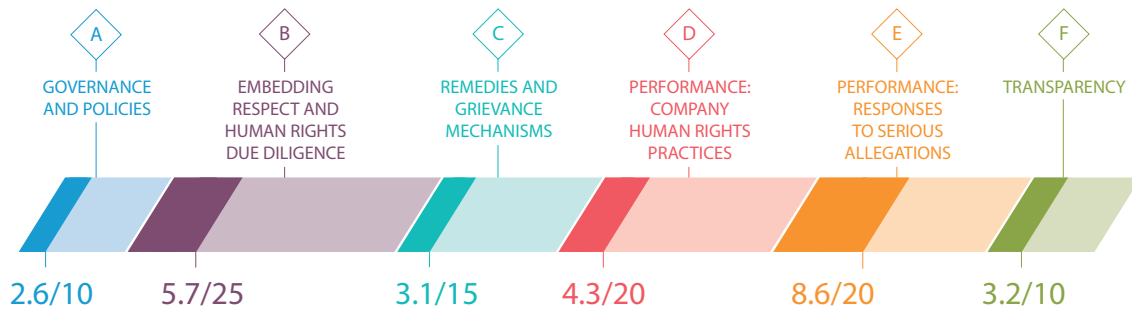 A
GOVERNANCE
AND POLICIES
B
EMBEDDING
RESPECT AND
HUMAN RIGHTS
DUE DILIGENCE
C
REMEDIES AND
GRIEVANCE
MECHANISMS
D
PERFORMANCE:
COMPANY
HUMAN RIGHTS
PRACTICES
E
PERFORMANCE:
RESPONSES
TO SERIOUS
ALLEGATIONS
F
TRANSPARENCY
2.6/10
5.7/25
3.1/15
4.3/20
8.6/20
3.2/10